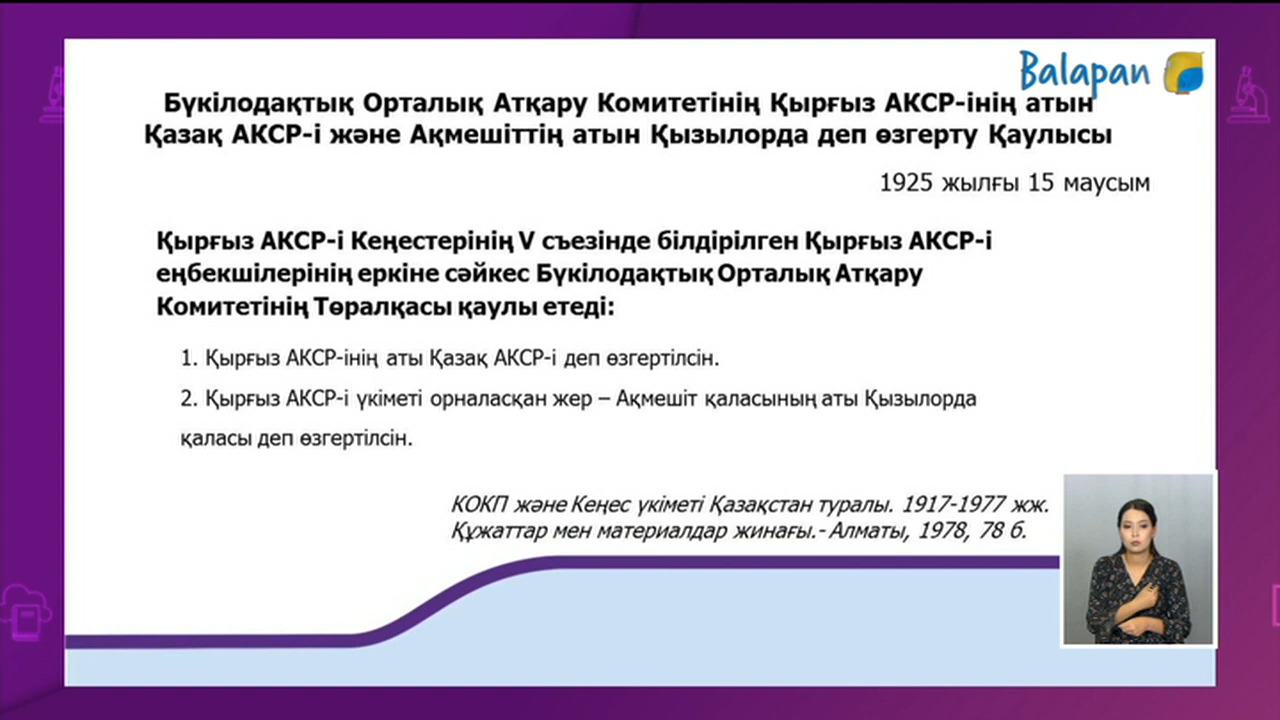 Balapan
Бүкілодақтық Орталық Атқару Комитетінің Қырғыз АКСР-інің атын
Қазақ АКСР-і және Ақмешіттің атын Қызылорда деп өзгерту Қаулысы
1925 жылғы 15 маусым
Қырғыз АКСР-і Кеңестерінің V съезінде білдірілген Қырғыз АКСР-і
еңбекшілерінің еркіне сәйкес Бүкілодақтық Орталық Атқару
Комитетінің Төралқасы қаулы етеді:
1. Қырғыз АКСР-інің аты Қазақ АКСР-і деп өзгертілсін.
2. Қырғыз АКСР-і үкіметі орналасқан жер – Ақмешіт қаласының аты Қызылорда
қаласы деп өзгертілсін.
КОКП және Кеңес үкіметі Қазақстан туралы. 1917-1977 жж.
Құжаттар мен материалдар жинағы.- Алматы, 1978, 78 б.